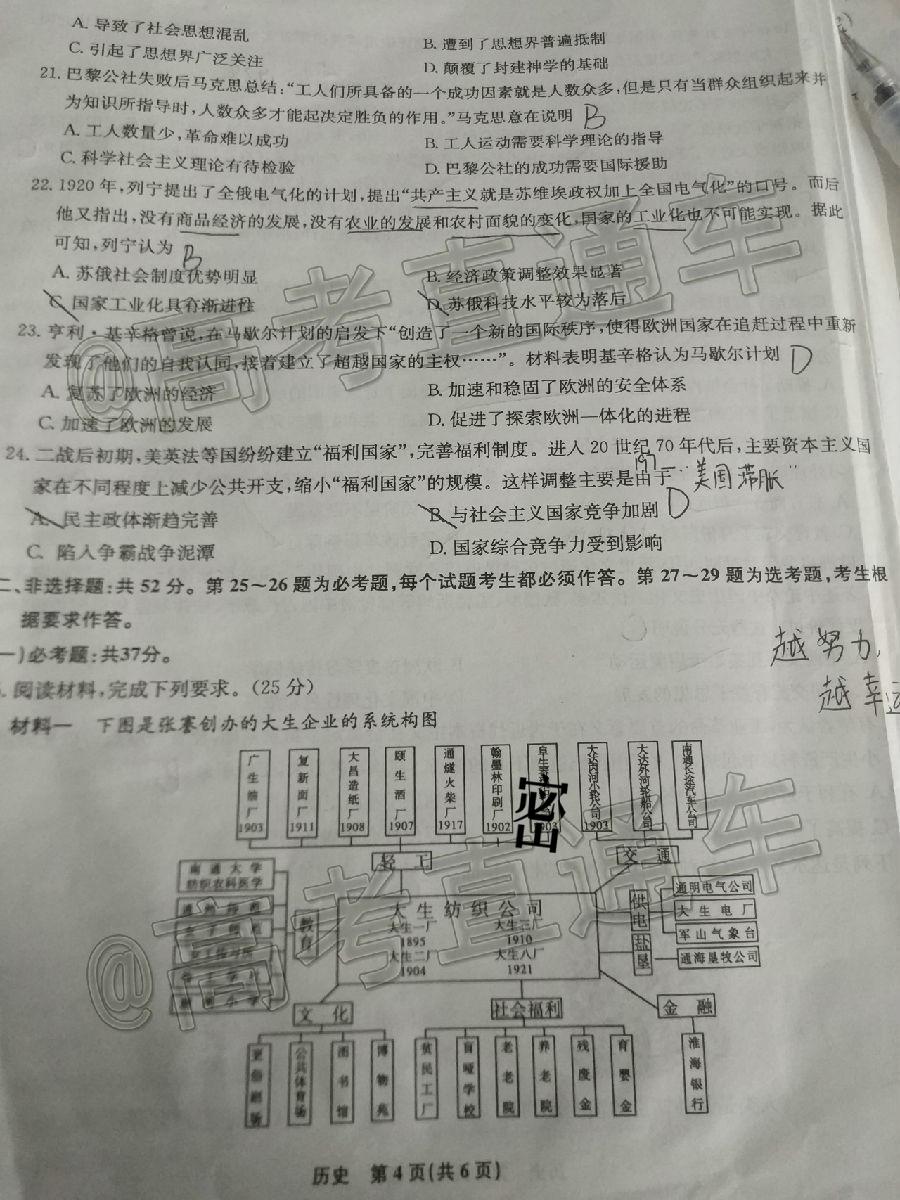 A. 导致了社会思想混乱
B. 遭到了思想界普遍抵制
C. 引起了思想界广泛关注
D. 颠覆了封建神学的基础
21. 巴黎公社失败后马克思总结:“工人们所具备的一个成功因素就是人数众多,但是只有当群众组织起来并
为知识所指导时,人数众多才能起决定胜负的作用。”马克思意在说明 B
A. 工人数量少,革命难以成功
B. 工人运动需要科学理论的指导
C. 科学社会主义理论有待检验
D. 巴黎公社的成功需要国际援助
22. 1920 年,列宁提出了全俄电气化的计划,提出“共产主义就是苏维埃政权加上全国电气化”的口号。而后
他又指出,没有商品经济的发展,没有农业的发展和农村面貌的变化,国家的工业化也不可能实现。据此
可知,列宁认为 B
A. 苏俄社会制度优势明显
B. 经济政策调整效果显著
C. 国家工业化具有渐进性
D. 苏俄科技水平较为落后
23. 亨利·基辛格曾说,在马歇尔计划的启发下“创造了一个新的国际秩序,使得欧洲国家在追赶过程中重新
发现了他们的自我认同,接着建立了超越国家的主权……”。材料表明基辛格认为马歇尔计划 D
A. 复苏了欧洲的经济
B. 加速和稳固了欧洲的安全体系
C. 加速了欧洲的发展
D. 促进了探索欧洲一体化的进程
24. 二战后初期,美英法等国纷纷建立“福利国家”,完善福利制度。进入 20 世纪 70 年代后,主要资本主义国
家在不同程度上减少公共开支,缩小“福利国家”的规模。这样调整主要是由于 “美国滞胀”
A. 民主政体渐趋完善
B. 与社会主义国家竞争加剧 D
C. 陷入争霸战争泥潭
D. 国家综合竞争力受到影响
二、非选择题:共 52 分。第 25~26 题为必考题,每个试题考生都必须作答。第 27~29 题为选考题,考生根
据要求作答。
一)必考题:共37分。
越努力,
越幸运
阅读材料,完成下列要求。(25 分)
材料一 下图是张謇创办的大生企业的系统构图
广生油厂 1903
复新面厂 1911
大昌造纸厂 1908
颐生酒厂 1907
通燧火柴厂 1917
翰墨林印刷厂 1902
阜生
密
大达内河小轮公司 1903
大达外河轮船公司
南通长途汽车公司
轻工
交通
南通大学
纺织农科医学
教育
大生纺织公司
大生一厂 1895
大生三厂 1910
大生二厂 1904
大生八厂 1921
供电
通明电气公司
大生电厂
军山气象台
盐垦
通海垦牧公司
文化
社会福利
金融
更俗剧场
公共体育场
图书馆
博物苑
贫民工厂
盲哑学校
老老院
养老院
残废金
育婴金
淮海银行
历史 第 4 页(共 6 页)
@高考直通车
@高考直通车